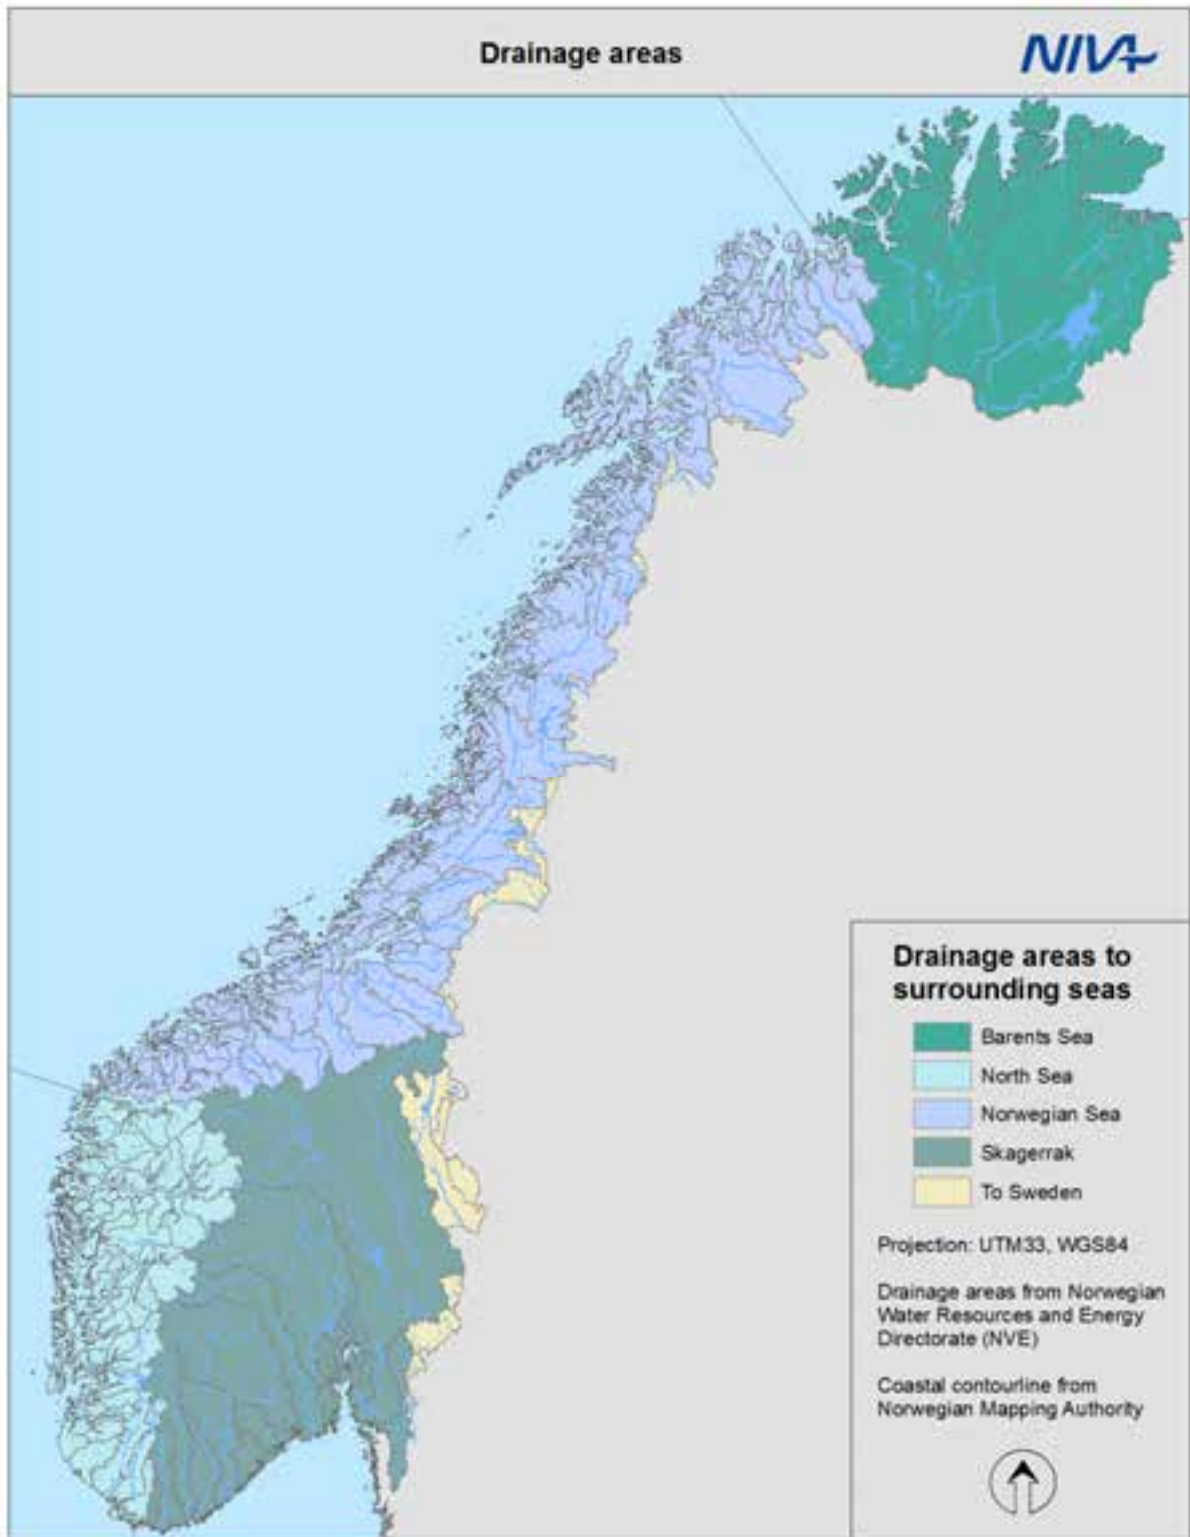 Drainage areas
NIVA
Drainage areas to
surrounding seas
Barents Sea
North Sea
Norwegian Sea
Skagerrak
To Sweden
Projection: UTM33, WGS84
Drainage areas from Norwegian
Water Resources and Energy
Directorate (NVE)
Coastal contourline from
Norwegian Mapping Authority